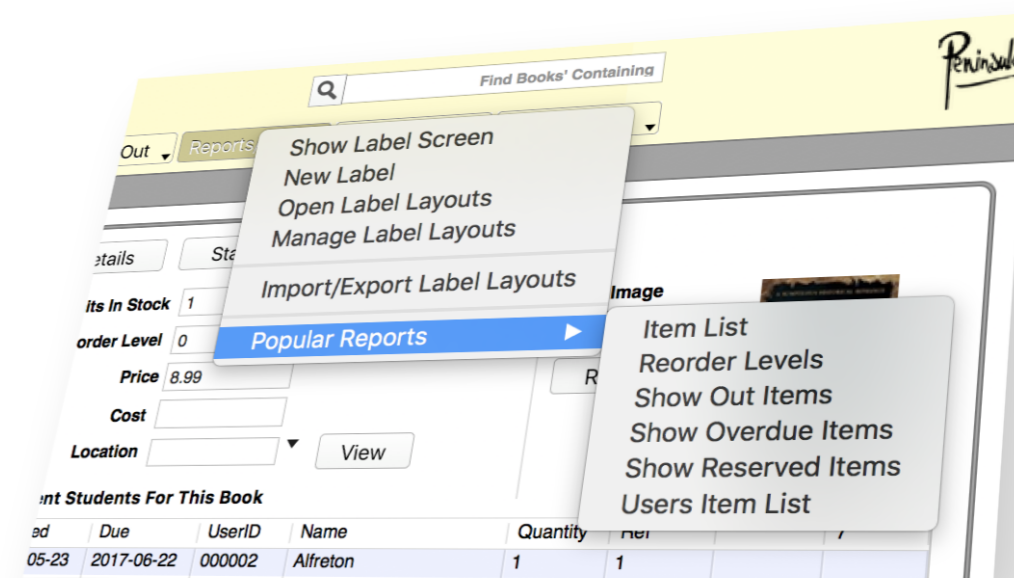 Find Books' Containing
Out
Reports
Show Label Screen
New Label
Open Label Layouts
Manage Label Layouts
Import/Export Label Layouts
Popular Reports
Item List
Reorder Levels
Show Out Items
Show Overdue Items
Show Reserved Items
Users Item List
etails
Sta
its In Stock 1
Image
order Level 0
Price 8.99
R
Cost
Location
View
ent Students For This Book
ed Due UserID Name Quantity Ref
05-23 2017-06-22 000002 Alfreton 1 1